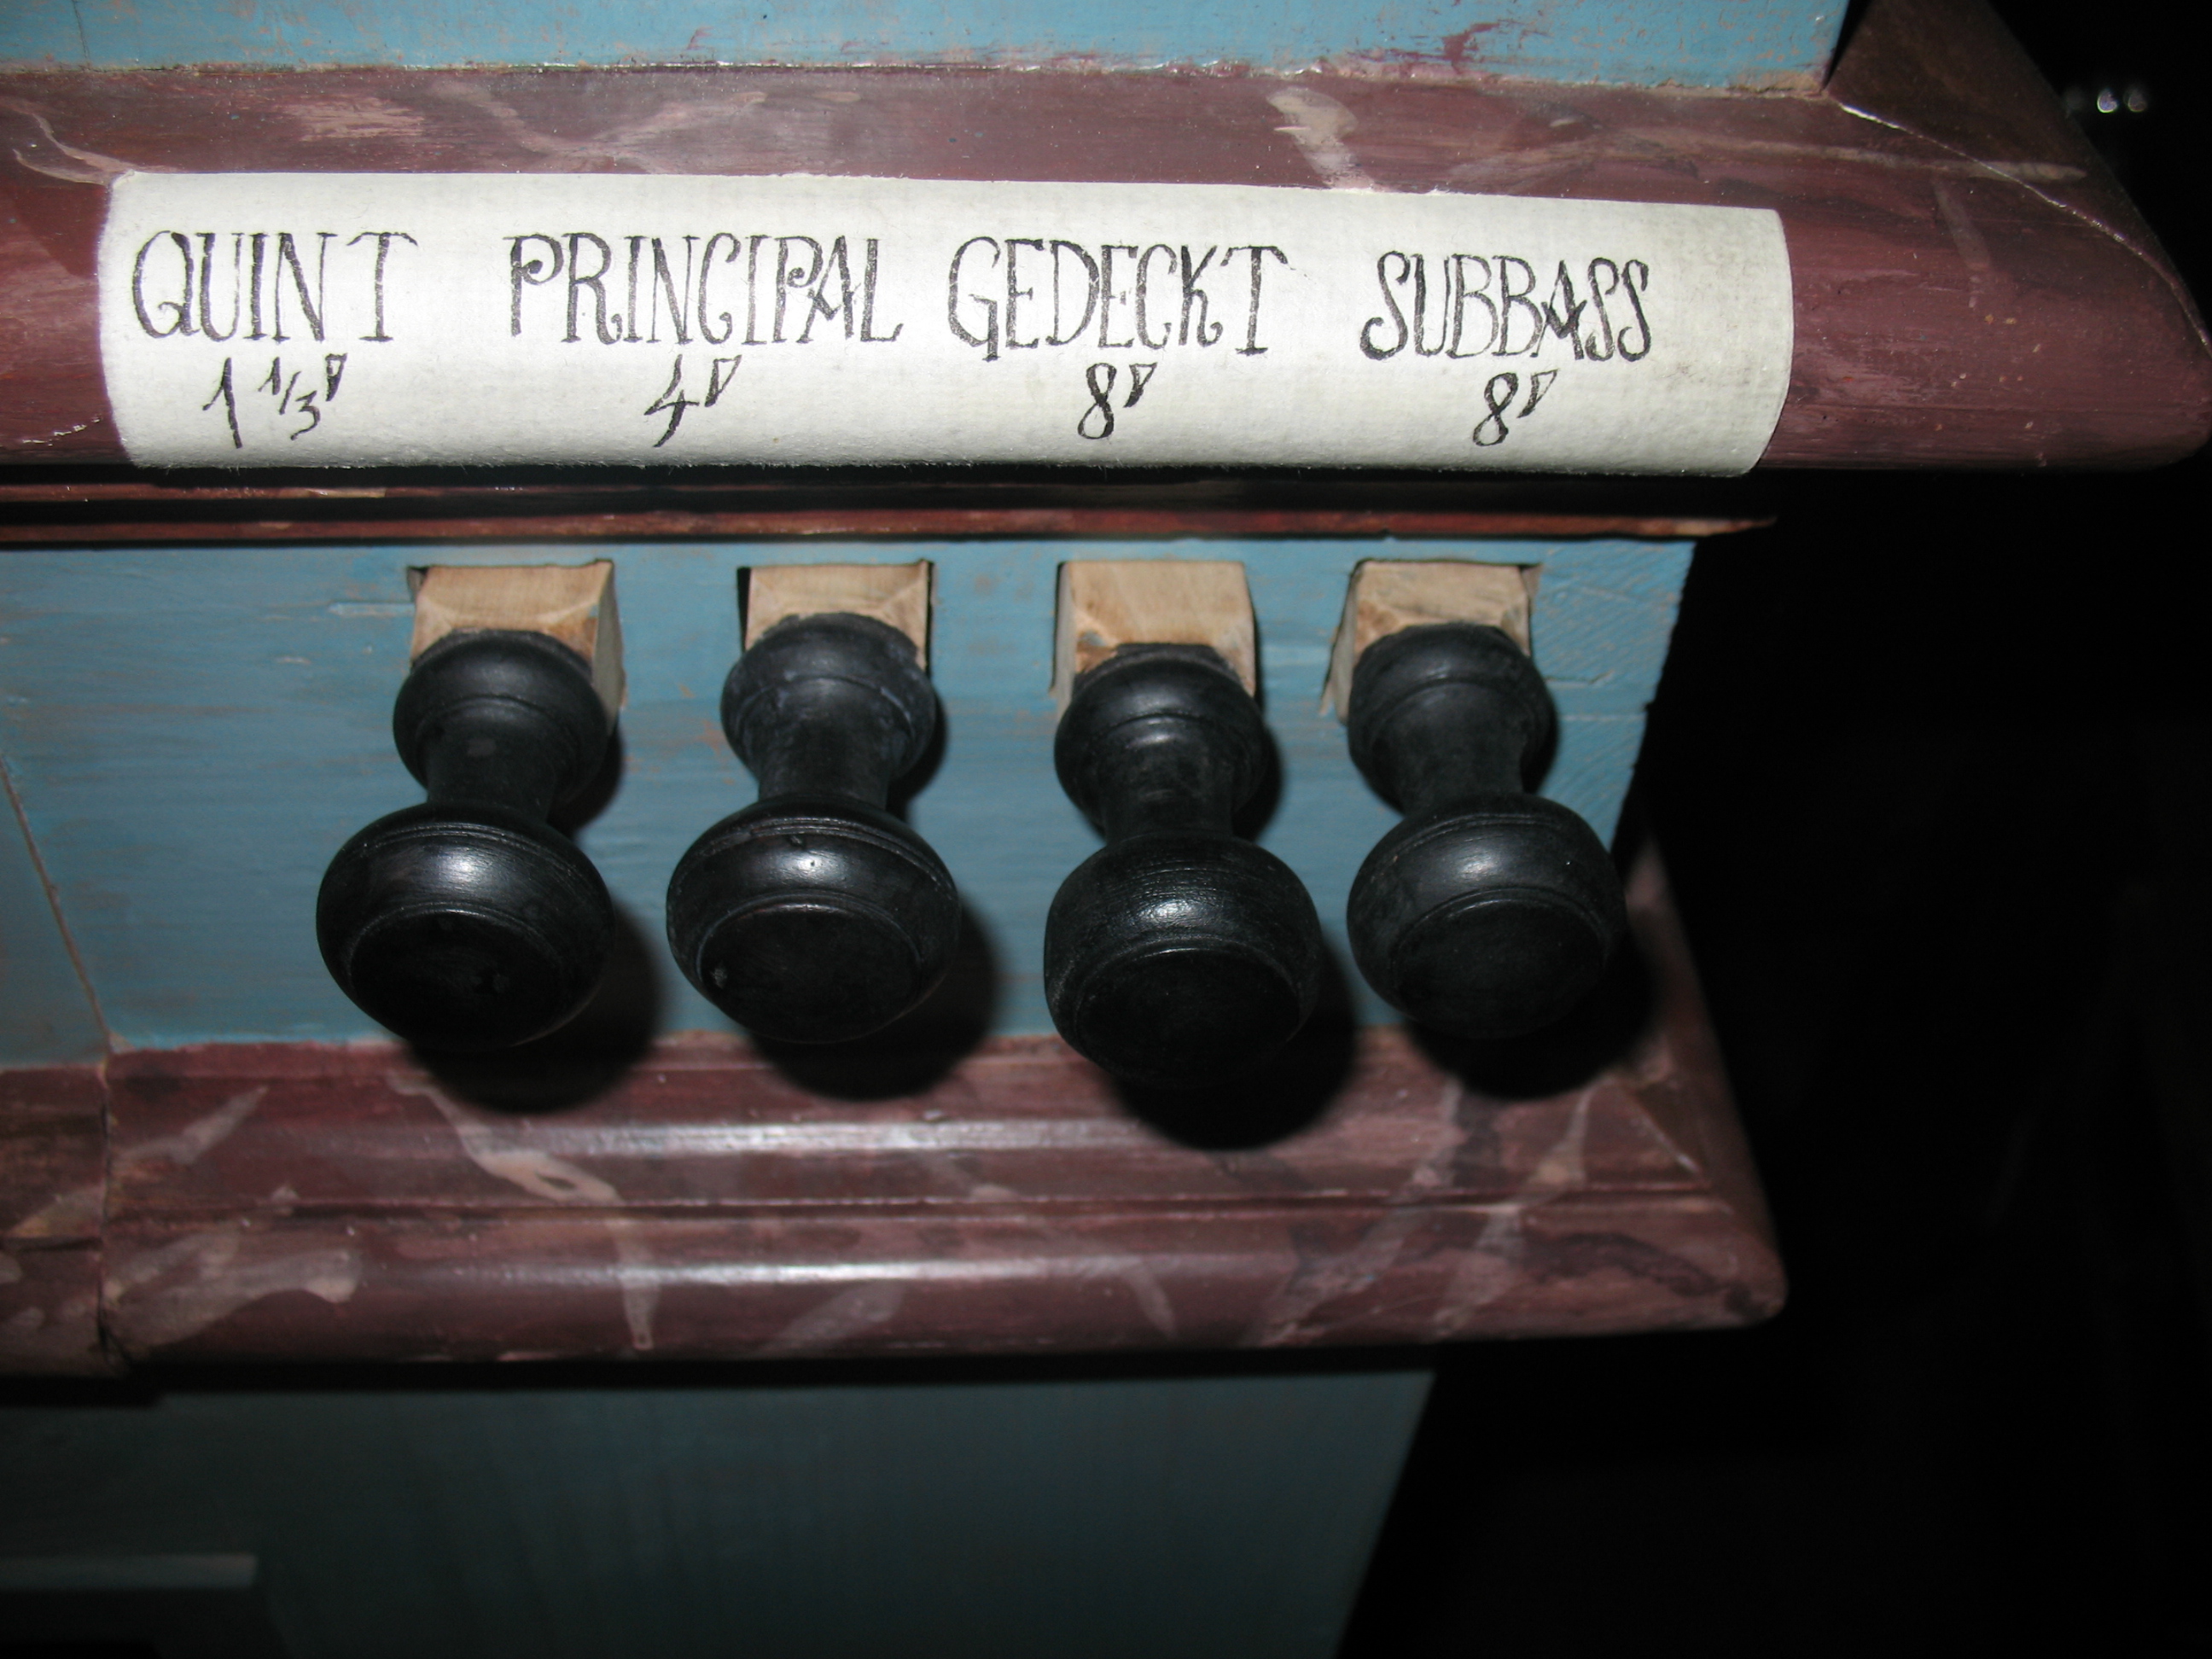 QUINT PRINCIPAL GEDECKT SUBBASS
1 1/3' 4' 8' 8'